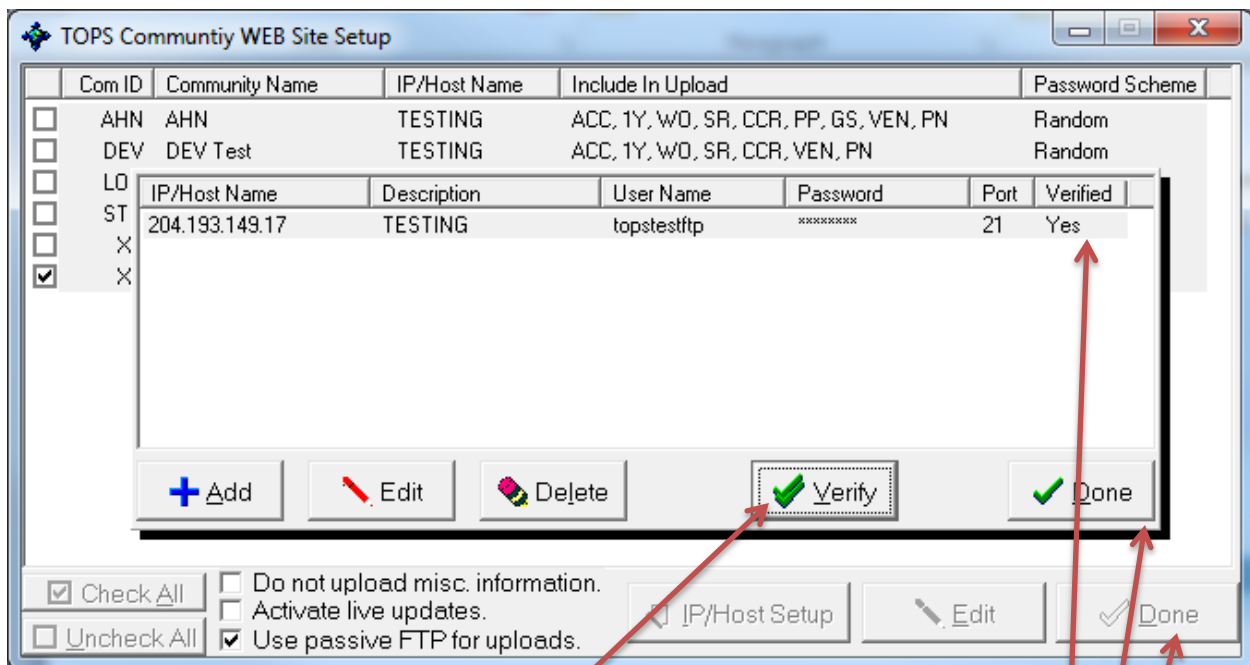 TOPS Communtiy WEB Site Setup
Com ID Community Name IP/Host Name Include In Upload Password Scheme
AHN AHN TESTING ACC, 1Y, WO, SR, CCR, PP, GS, VEN, PN Random
DEV DEV Test TESTING ACC, 1Y, WO, SR, CCR, VEN, PN Random
LO
ST
X
X
IP/Host Name Description User Name Password Port Verified
204.193.149.17 TESTING topstestftp ******** 21 Yes
Add Edit Delete Verify Done
Check All
Uncheck All
Do not upload misc. information.
Activate live updates.
Use passive FTP for uploads.
IP/Host Setup Edit Done